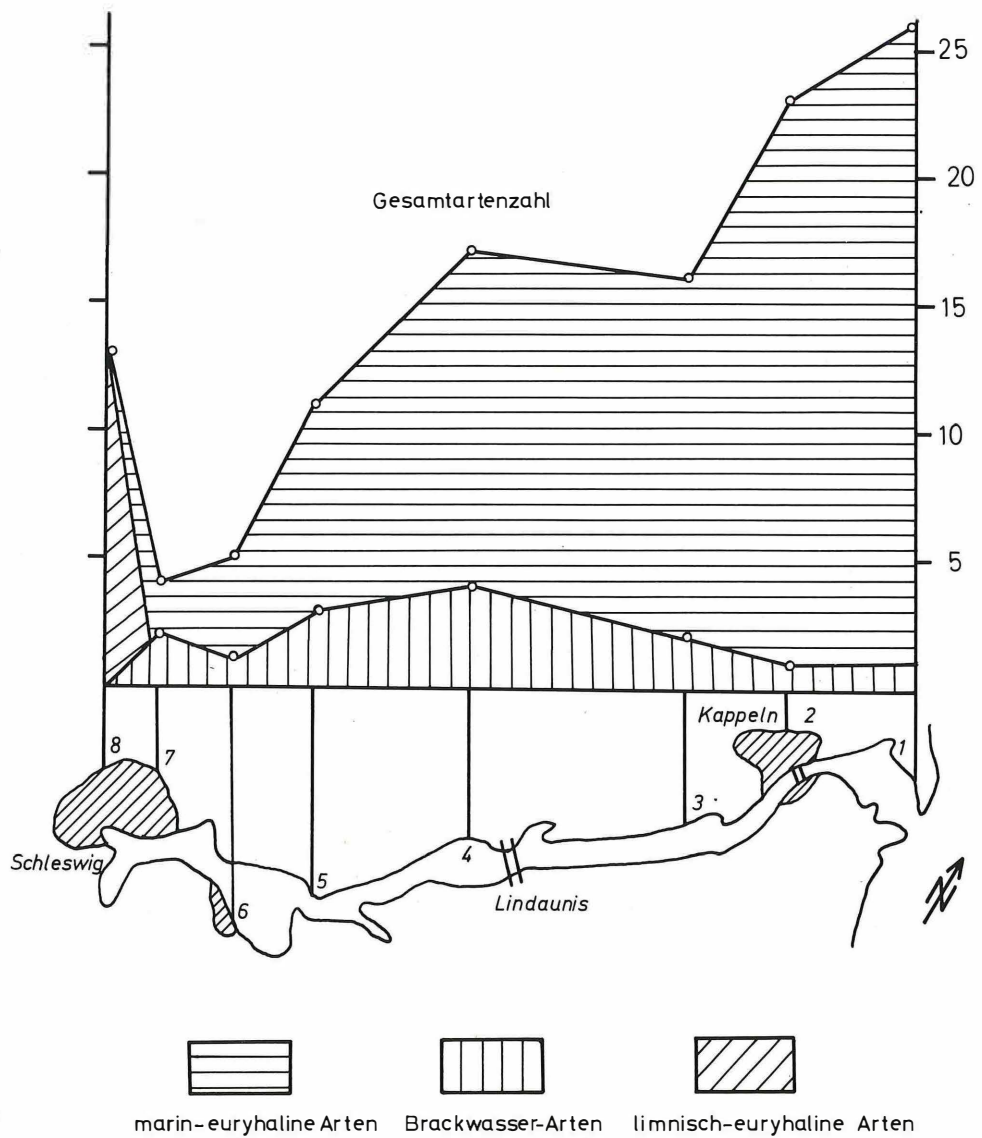 25
20
Gesamtartenzahl
15
10
5
Kappeln 2
8
7
1
3
Schleswig
4
5
Lindaunis
6
N
marin-euryhaline Arten Brackwasser-Arten limnisch-euryhaline Arten